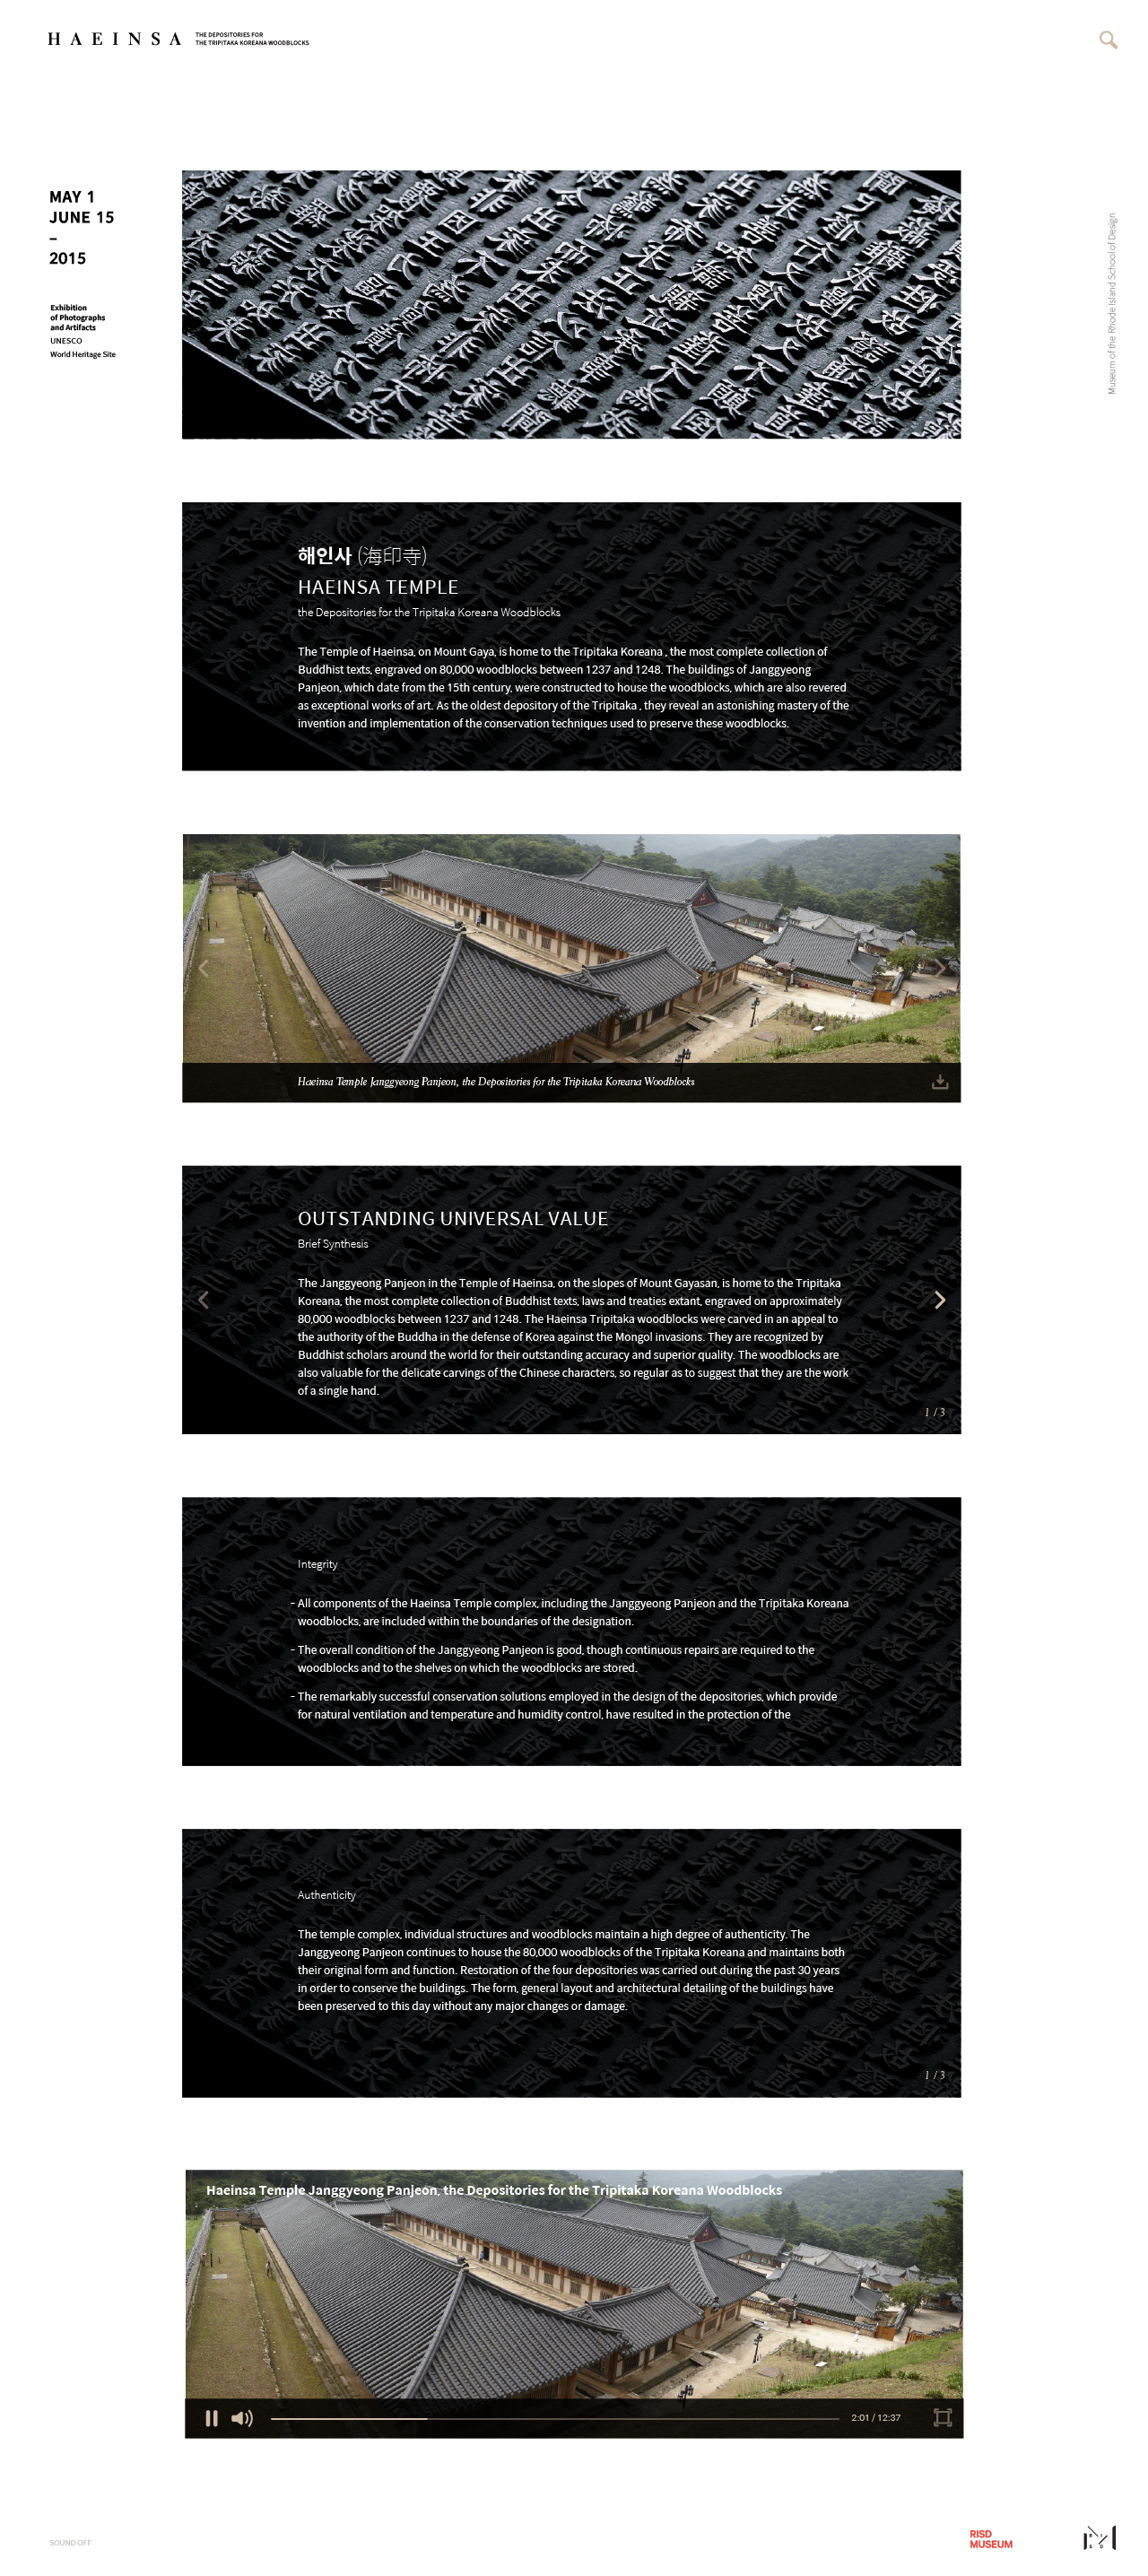 HAEINSA
THE DEPOSITORIES FOR
THE TRIPITAKA KOREANA WOODBLOCKS
MAY 1
JUNE 15
–
2015
Exhibition
of Photographs
and Artifacts
UNESCO
World Heritage Site
Museum of the Rhode Island School of Design
해인사 (海印寺)
HAEINSA TEMPLE
the Depositories for the Tripitaka Koreana Woodblocks
The Temple of Haeinsa, on Mount Gaya, is home to the Tripitaka Koreana , the most complete collection of
Buddhist texts, engraved on 80,000 woodblocks between 1237 and 1248. The buildings of Janggyeong
Panjeon, which date from the 15th century, were constructed to house the woodblocks, which are also revered
as exceptional works of art. As the oldest depository of the Tripitaka , they reveal an astonishing mastery of the
invention and implementation of the conservation techniques used to preserve these woodblocks.
Haeinsa Temple Janggyeong Panjeon, the Depositories for the Tripitaka Koreana Woodblocks
OUTSTANDING UNIVERSAL VALUE
Brief Synthesis
The Janggyeong Panjeon in the Temple of Haeinsa, on the slopes of Mount Gayasan, is home to the Tripitaka
Koreana, the most complete collection of Buddhist texts, laws and treaties extant, engraved on approximately
80,000 woodblocks between 1237 and 1248. The Haeinsa Tripitaka woodblocks were carved in an appeal to
the authority of the Buddha in the defense of Korea against the Mongol invasions. They are recognized by
Buddhist scholars around the world for their outstanding accuracy and superior quality. The woodblocks are
also valuable for the delicate carvings of the Chinese characters, so regular as to suggest that they are the work
of a single hand.
1 / 3
Integrity
- All components of the Haeinsa Temple complex, including the Janggyeong Panjeon and the Tripitaka Koreana
woodblocks, are included within the boundaries of the designation.
- The overall condition of the Janggyeong Panjeon is good, though continuous repairs are required to the
woodblocks and to the shelves on which the woodblocks are stored.
- The remarkably successful conservation solutions employed in the design of the depositories, which provide
for natural ventilation and temperature and humidity control, have resulted in the protection of the
Authenticity
The temple complex, individual structures and woodblocks maintain a high degree of authenticity. The
Janggyeong Panjeon continues to house the 80,000 woodblocks of the Tripitaka Koreana and maintains both
their original form and function. Restoration of the four depositories was carried out during the past 30 years
in order to conserve the buildings. The form, general layout and architectural detailing of the buildings have
been preserved to this day without any major changes or damage.
1 / 3
Haeinsa Temple Janggyeong Panjeon, the Depositories for the Tripitaka Koreana Woodblocks
2:01 / 12:37
SOUND OFF
RISD
MUSEUM